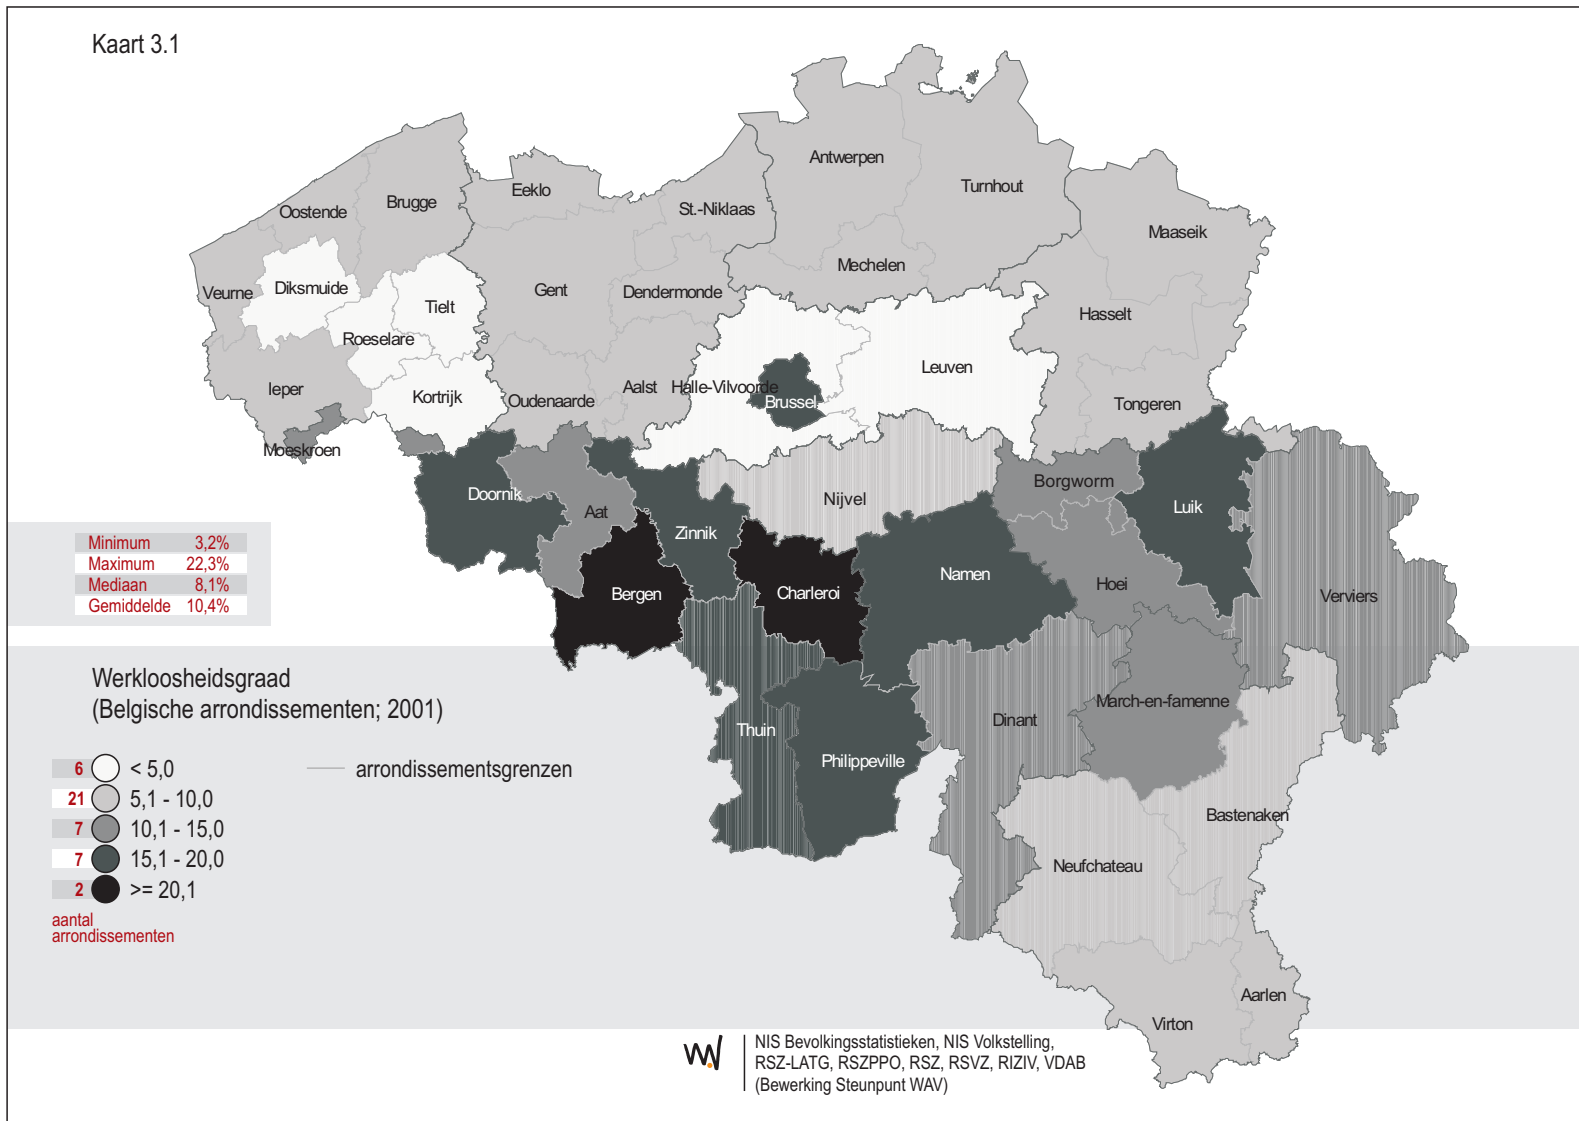 Kaart 3.1
Antwerpen
Turnhout
Eeklo
Brugge
Oostende
St.-Niklaas
Maaseik
Mechelen
Veurne
Diksmuide
Tielt
Gent
Dendermonde
Hasselt
Roeselare
Ieper
Kortrijk
Oudenaarde
Aalst
Halle-Vilvoorde
Brussel
Leuven
Tongeren
Moeskroen
Doornik
Aat
Zinnik
Nijvel
Borgworm
Luik
Bergen
Charleroi
Namen
Hoei
Verviers
Thuin
Philippeville
Dinant
March-en-famenne
Bastenaken
Neufchateau
Virton
Aarlen
Minimum 3,2%
Maximum 22,3%
Mediaan 8,1%
Gemiddelde 10,4%
Werkloosheidsgraad
(Belgische arrondissementen; 2001)
6 < 5,0
21 5,1 - 10,0
7 10,1 - 15,0
7 15,1 - 20,0
2 >= 20,1
aantal
arrondissementen
arrondissementsgrenzen
NIS Bevolkingsstatistieken, NIS Volkstelling,
RSZ-LATG, RSZPPO, RSZ, RSVZ, RIZIV, VDAB
(Bewerking Steunpunt WAV)